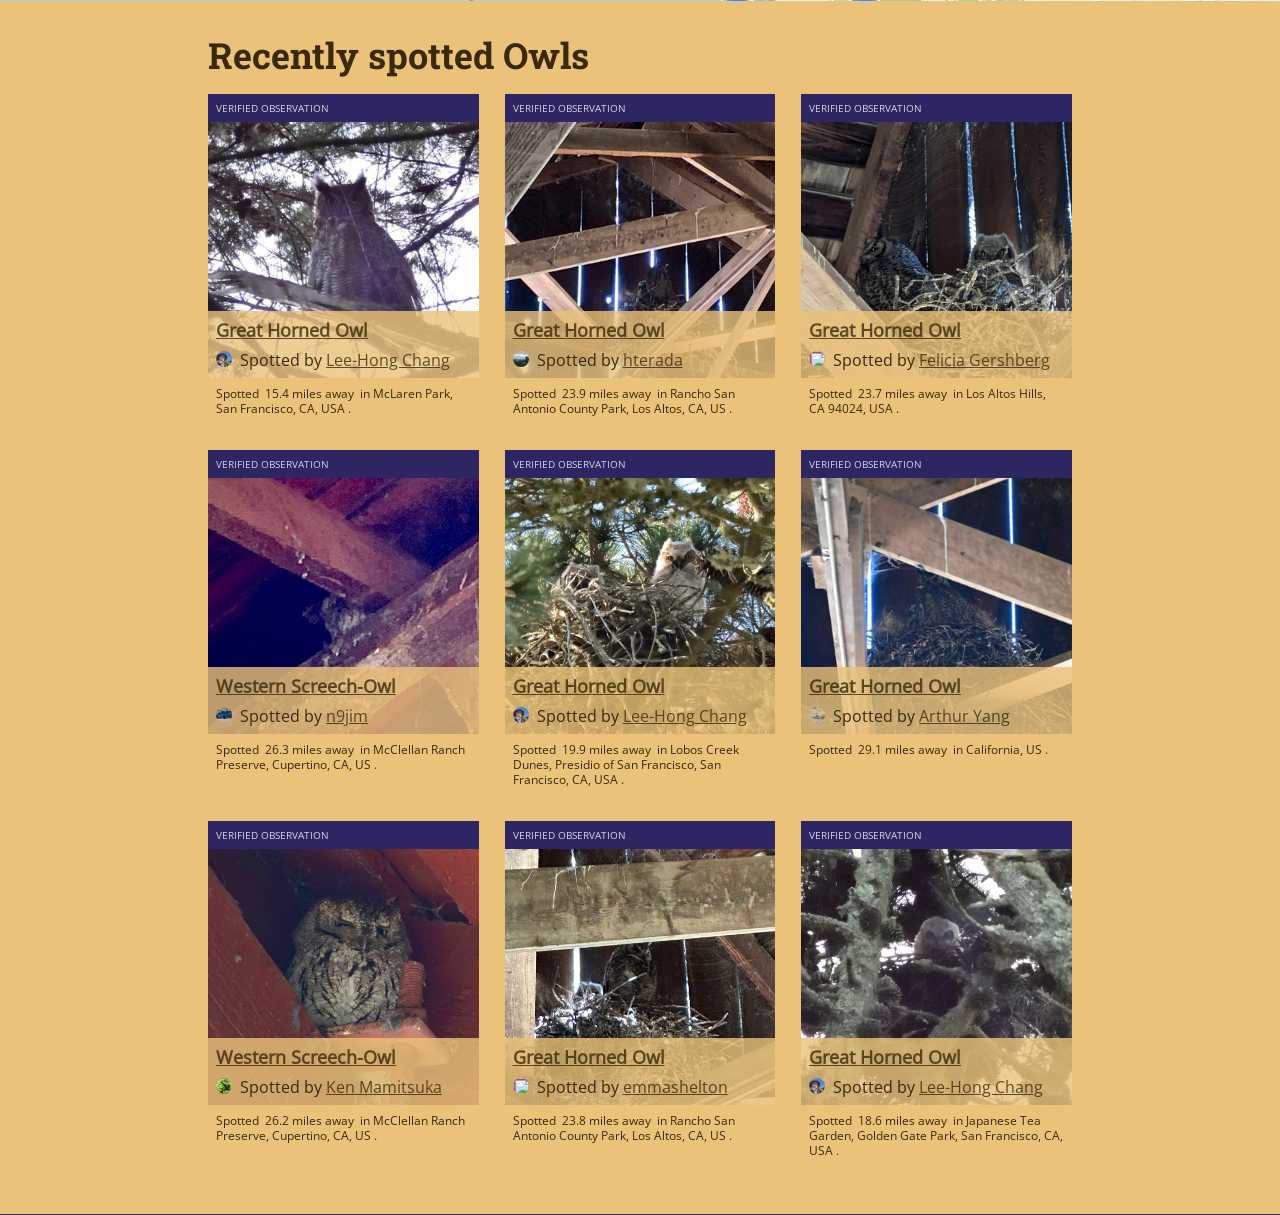 Recently spotted Owls
VERIFIED OBSERVATION
Great Horned Owl
Spotted by Lee-Hong Chang
Spotted 15.4 miles away in McLaren Park,
San Francisco, CA, USA .
VERIFIED OBSERVATION
Great Horned Owl
Spotted by hterada
Spotted 23.9 miles away in Rancho San
Antonio County Park, Los Altos, CA, US .
VERIFIED OBSERVATION
Great Horned Owl
Spotted by Felicia Gershberg
Spotted 23.7 miles away in Los Altos Hills,
CA 94024, USA .
VERIFIED OBSERVATION
Western Screech-Owl
Spotted by n9jim
Spotted 26.3 miles away in McClellan Ranch
Preserve, Cupertino, CA, US .
VERIFIED OBSERVATION
Great Horned Owl
Spotted by Lee-Hong Chang
Spotted 19.9 miles away in Lobos Creek
Dunes, Presidio of San Francisco, San
Francisco, CA, USA .
VERIFIED OBSERVATION
Great Horned Owl
Spotted by Arthur Yang
Spotted 29.1 miles away in California, US .
VERIFIED OBSERVATION
Western Screech-Owl
Spotted by Ken Mamitsuka
Spotted 26.2 miles away in McClellan Ranch
Preserve, Cupertino, CA, US .
VERIFIED OBSERVATION
Great Horned Owl
Spotted by emmashelton
Spotted 23.8 miles away in Rancho San
Antonio County Park, Los Altos, CA, US .
VERIFIED OBSERVATION
Great Horned Owl
Spotted by Lee-Hong Chang
Spotted 18.6 miles away in Japanese Tea
Garden, Golden Gate Park, San Francisco, CA,
USA .